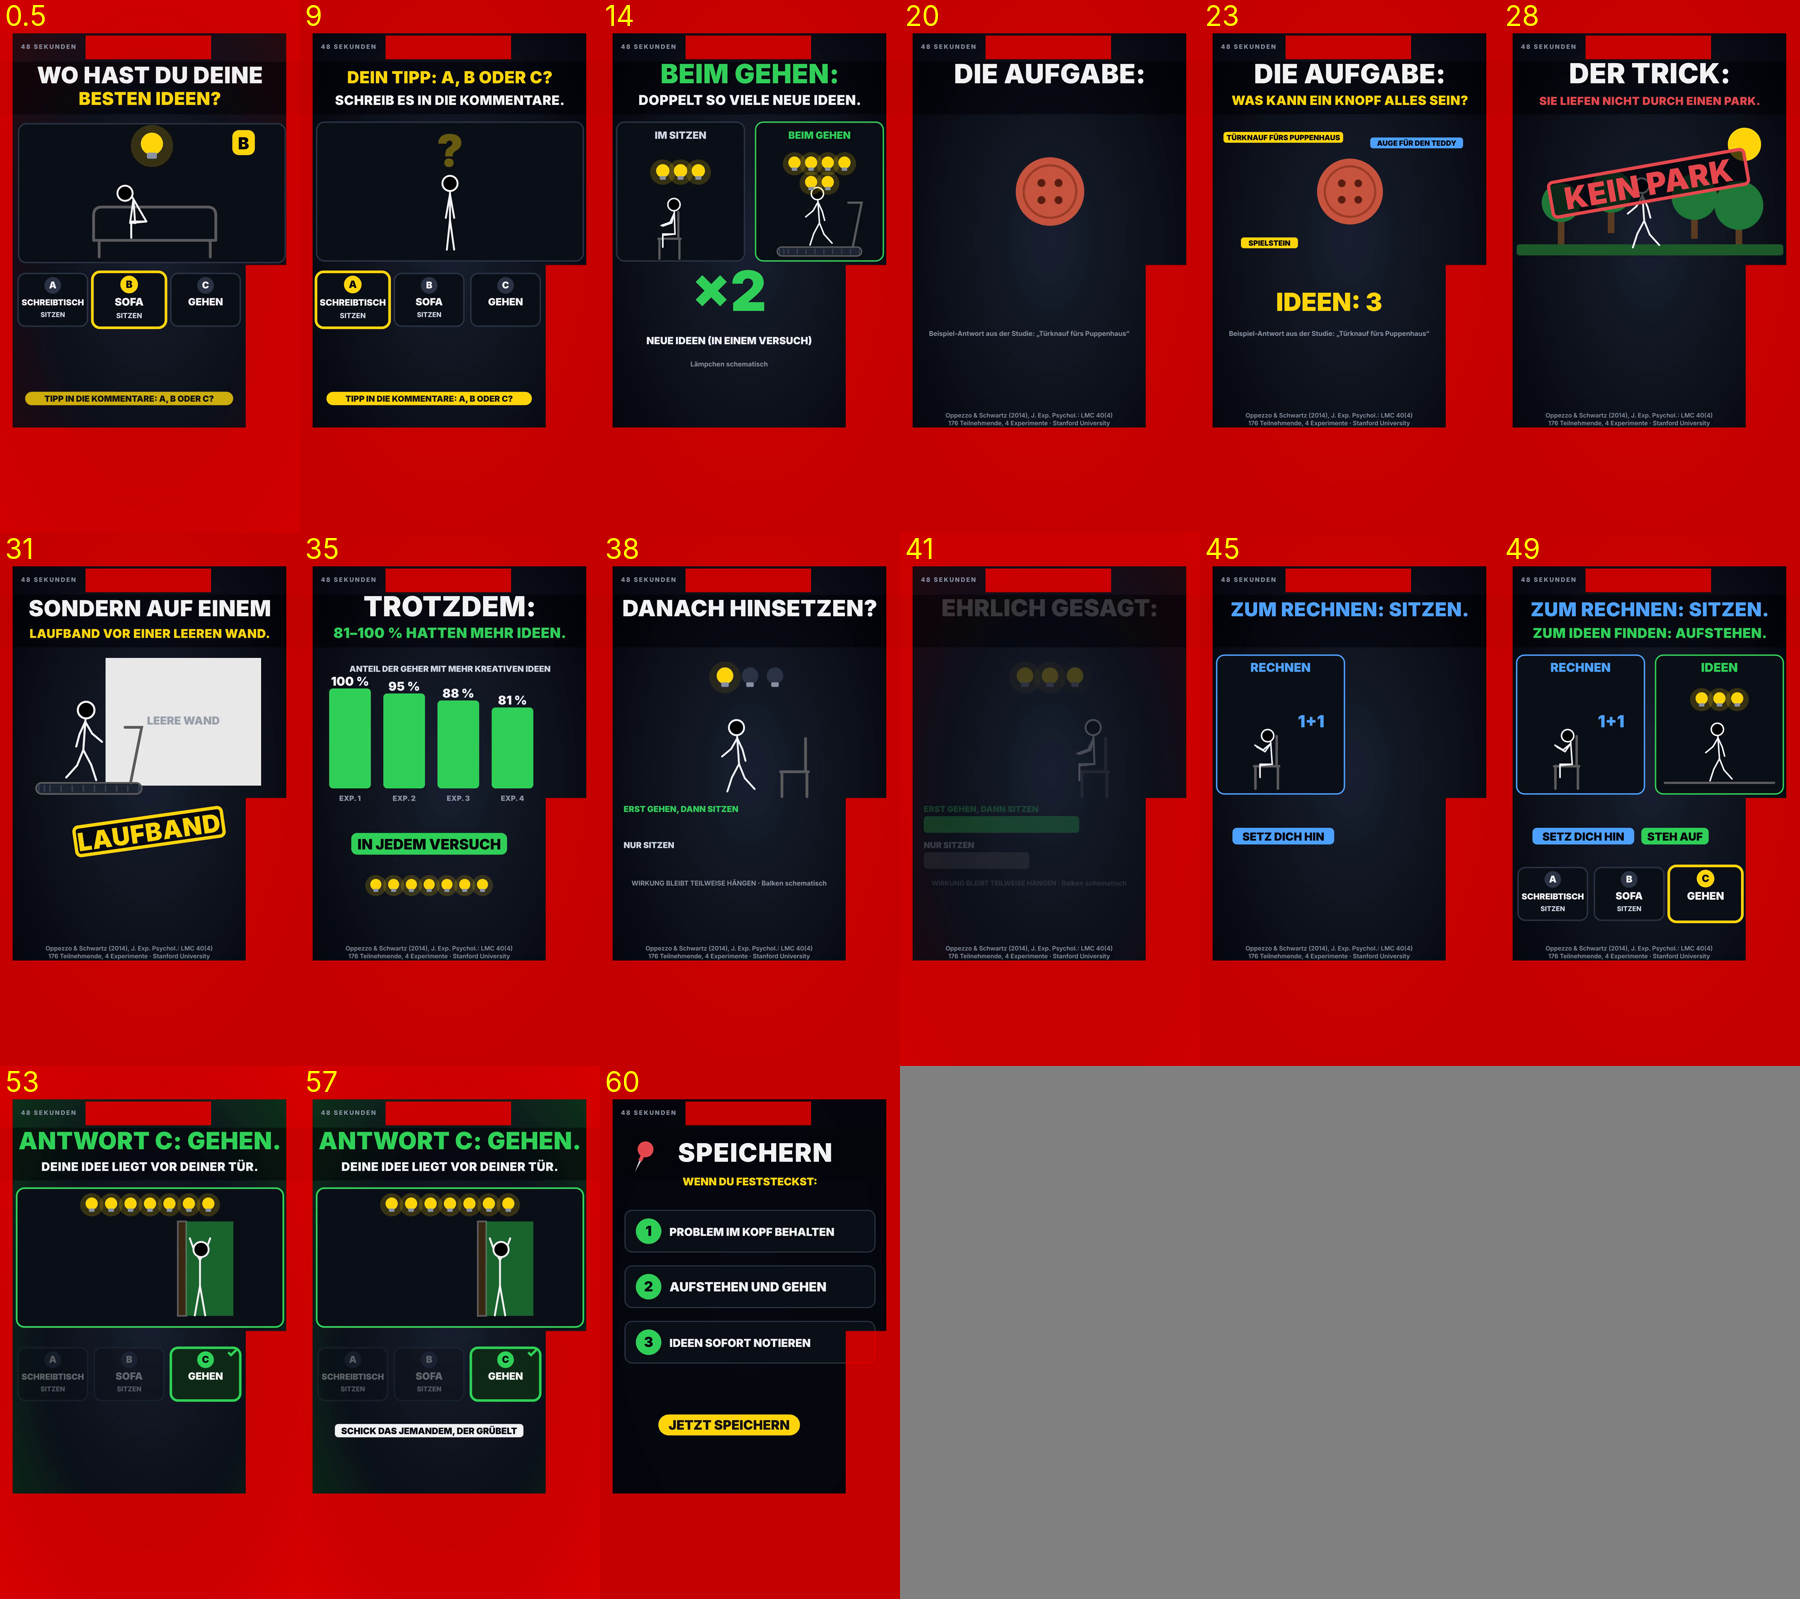 0.5
48 SEKUNDEN
WO HAST DU DEINE
BESTEN IDEEN?
B
A
SCHREIBTISCH
SITZEN
B
SOFA
SITZEN
C
GEHEN
TIPP IN DIE KOMMENTARE: A, B ODER C?
9
48 SEKUNDEN
DEIN TIPP: A, B ODER C?
SCHREIB ES IN DIE KOMMENTARE.
?
A
SCHREIBTISCH
SITZEN
B
SOFA
SITZEN
C
GEHEN
TIPP IN DIE KOMMENTARE: A, B ODER C?
14
48 SEKUNDEN
BEIM GEHEN:
DOPPELT SO VIELE NEUE IDEEN.
IM SITZEN
BEIM GEHEN
×2
NEUE IDEEN (IN EINEM VERSUCH)
Lämpchen schematisch
20
48 SEKUNDEN
DIE AUFGABE:
Beispiel-Antwort aus der Studie: „Türknauf fürs Puppenhaus"
Oppezzo & Schwartz (2014), J. Exp. Psychol.: LMC 40(4)
176 Teilnehmende, 4 Experimente · Stanford University
23
48 SEKUNDEN
DIE AUFGABE:
WAS KANN EIN KNOPF ALLES SEIN?
TÜRKNAUF FÜRS PUPPENHAUS
AUGE FÜR DEN TEDDY
SPIELSTEIN
IDEEN: 3
Beispiel-Antwort aus der Studie: „Türknauf fürs Puppenhaus"
Oppezzo & Schwartz (2014), J. Exp. Psychol.: LMC 40(4)
176 Teilnehmende, 4 Experimente · Stanford University
28
48 SEKUNDEN
DER TRICK:
SIE LIEFEN NICHT DURCH EINEN PARK.
KEIN PARK
Oppezzo & Schwartz (2014), J. Exp. Psychol.: LMC 40(4)
176 Teilnehmende, 4 Experimente · Stanford University
31
48 SEKUNDEN
SONDERN AUF EINEM
LAUFBAND VOR EINER LEEREN WAND.
LEERE WAND
LAUFBAND
Oppezzo & Schwartz (2014), J. Exp. Psychol.: LMC 40(4)
176 Teilnehmende, 4 Experimente · Stanford University
35
48 SEKUNDEN
TROTZDEM:
81–100 % HATTEN MEHR IDEEN.
ANTEIL DER GEHER MIT MEHR KREATIVEN IDEEN
100 %
95 %
88 %
81 %
EXP. 1
EXP. 2
EXP. 3
EXP. 4
IN JEDEM VERSUCH
Oppezzo & Schwartz (2014), J. Exp. Psychol.: LMC 40(4)
176 Teilnehmende, 4 Experimente · Stanford University
38
48 SEKUNDEN
DANACH HINSETZEN?
ERST GEHEN, DANN SITZEN
NUR SITZEN
WIRKUNG BLEIBT TEILWEISE HÄNGEN · Balken schematisch
Oppezzo & Schwartz (2014), J. Exp. Psychol.: LMC 40(4)
176 Teilnehmende, 4 Experimente · Stanford University
41
48 SEKUNDEN
EHRLICH GESAGT:
ERST GEHEN, DANN SITZEN
NUR SITZEN
WIRKUNG BLEIBT TEILWEISE HÄNGEN · Balken schematisch
Oppezzo & Schwartz (2014), J. Exp. Psychol.: LMC 40(4)
176 Teilnehmende, 4 Experimente · Stanford University
45
48 SEKUNDEN
ZUM RECHNEN: SITZEN.
RECHNEN
1+1
SETZ DICH HIN
Oppezzo & Schwartz (2014), J. Exp. Psychol.: LMC 40(4)
176 Teilnehmende, 4 Experimente · Stanford University
49
48 SEKUNDEN
ZUM RECHNEN: SITZEN.
ZUM IDEEN FINDEN: AUFSTEHEN.
RECHNEN
1+1
IDEEN
SETZ DICH HIN
STEH AUF
A
SCHREIBTISCH
SITZEN
B
SOFA
SITZEN
C
GEHEN
Oppezzo & Schwartz (2014), J. Exp. Psychol.: LMC 40(4)
176 Teilnehmende, 4 Experimente · Stanford University
53
48 SEKUNDEN
ANTWORT C: GEHEN.
DEINE IDEE LIEGT VOR DEINER TÜR.
A
SCHREIBTISCH
SITZEN
B
SOFA
SITZEN
C
GEHEN
57
48 SEKUNDEN
ANTWORT C: GEHEN.
DEINE IDEE LIEGT VOR DEINER TÜR.
A
SCHREIBTISCH
SITZEN
B
SOFA
SITZEN
C
GEHEN
SCHICK DAS JEMANDEM, DER GRÜBELT
60
48 SEKUNDEN
SPEICHERN
WENN DU FESTSTECKST:
1 PROBLEM IM KOPF BEHALTEN
2 AUFSTEHEN UND GEHEN
3 IDEEN SOFORT NOTIEREN
JETZT SPEICHERN